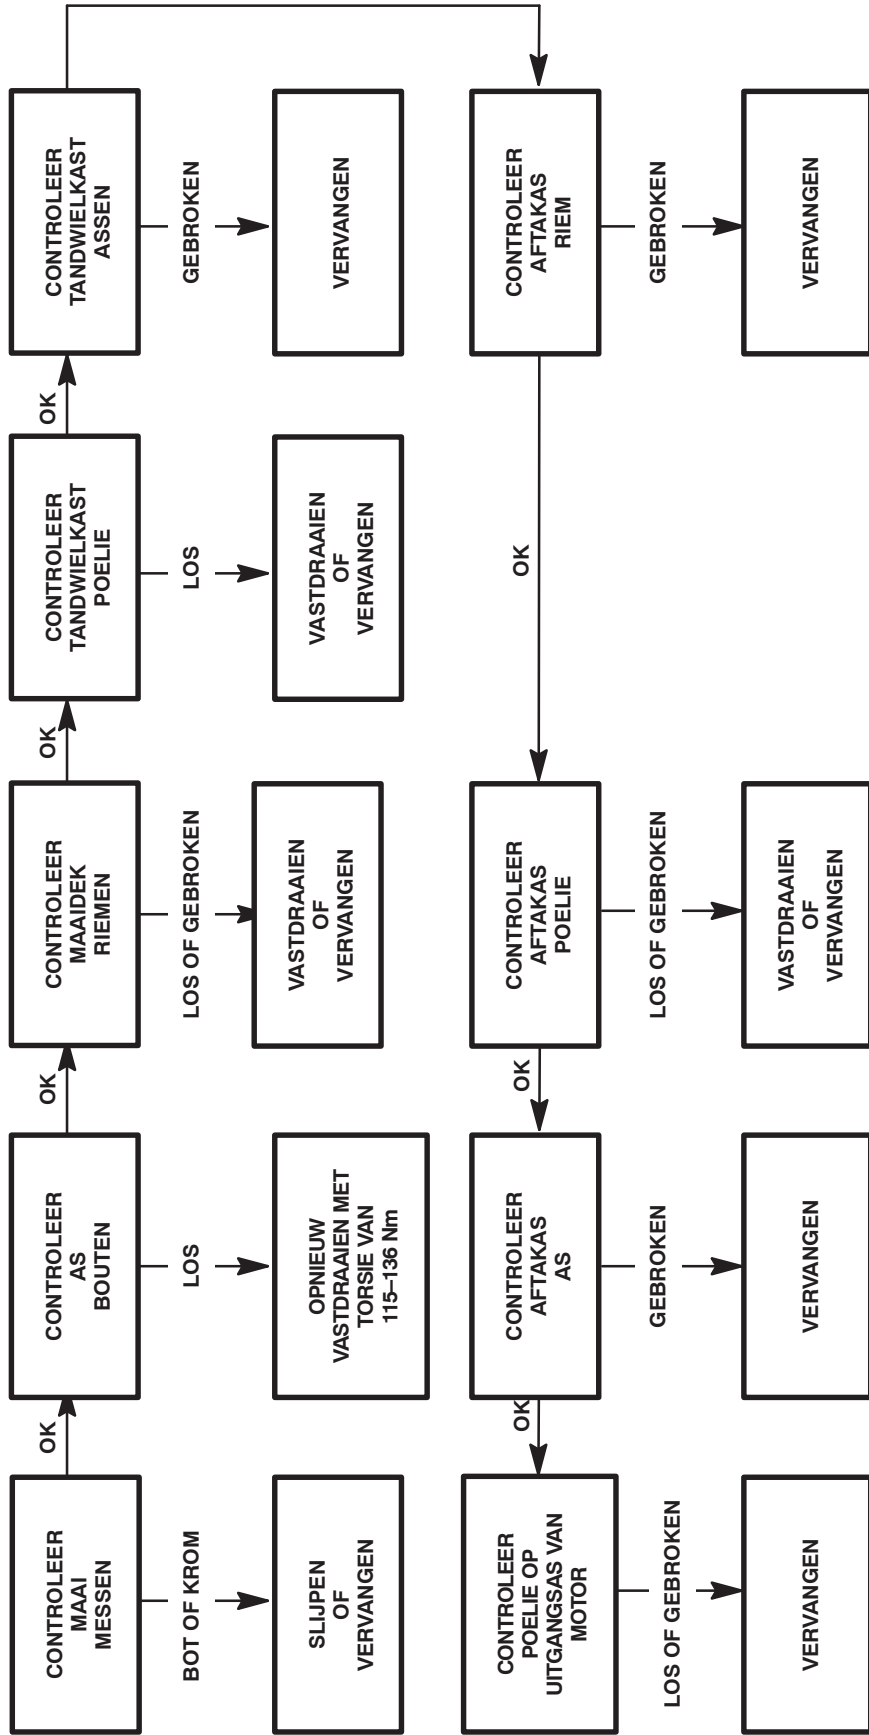 CONTROLEER
MAAI
MESSEN
OK
CONTROLEER
AS
BOUTEN
OK
CONTROLEER
MAAIDEK
RIEMEN
OK
CONTROLEER
TANDWIELKAST
POELIE
OK
CONTROLEER
TANDWIELKAST
ASSEN
BOT OF KROM
LOS
LOS OF GEBROKEN
LOS
GEBROKEN
SLIJPEN
OF
VERVANGEN
OPNIEUW
VASTDRAAIEN MET
TORSIE VAN
115–136 Nm
VASTDRAAIEN
OF
VERVANGEN
VASTDRAAIEN
OF
VERVANGEN
VERVANGEN
CONTROLEER
POELIE OP
UITGANGSAS VAN
MOTOR
OK
CONTROLEER
AFTAKAS
AS
OK
CONTROLEER
AFTAKAS
POELIE
OK
CONTROLEER
AFTAKAS
RIEM
LOS OF GEBROKEN
GEBROKEN
LOS OF GEBROKEN
GEBROKEN
VERVANGEN
VERVANGEN
VASTDRAAIEN
OF
VERVANGEN
VERVANGEN